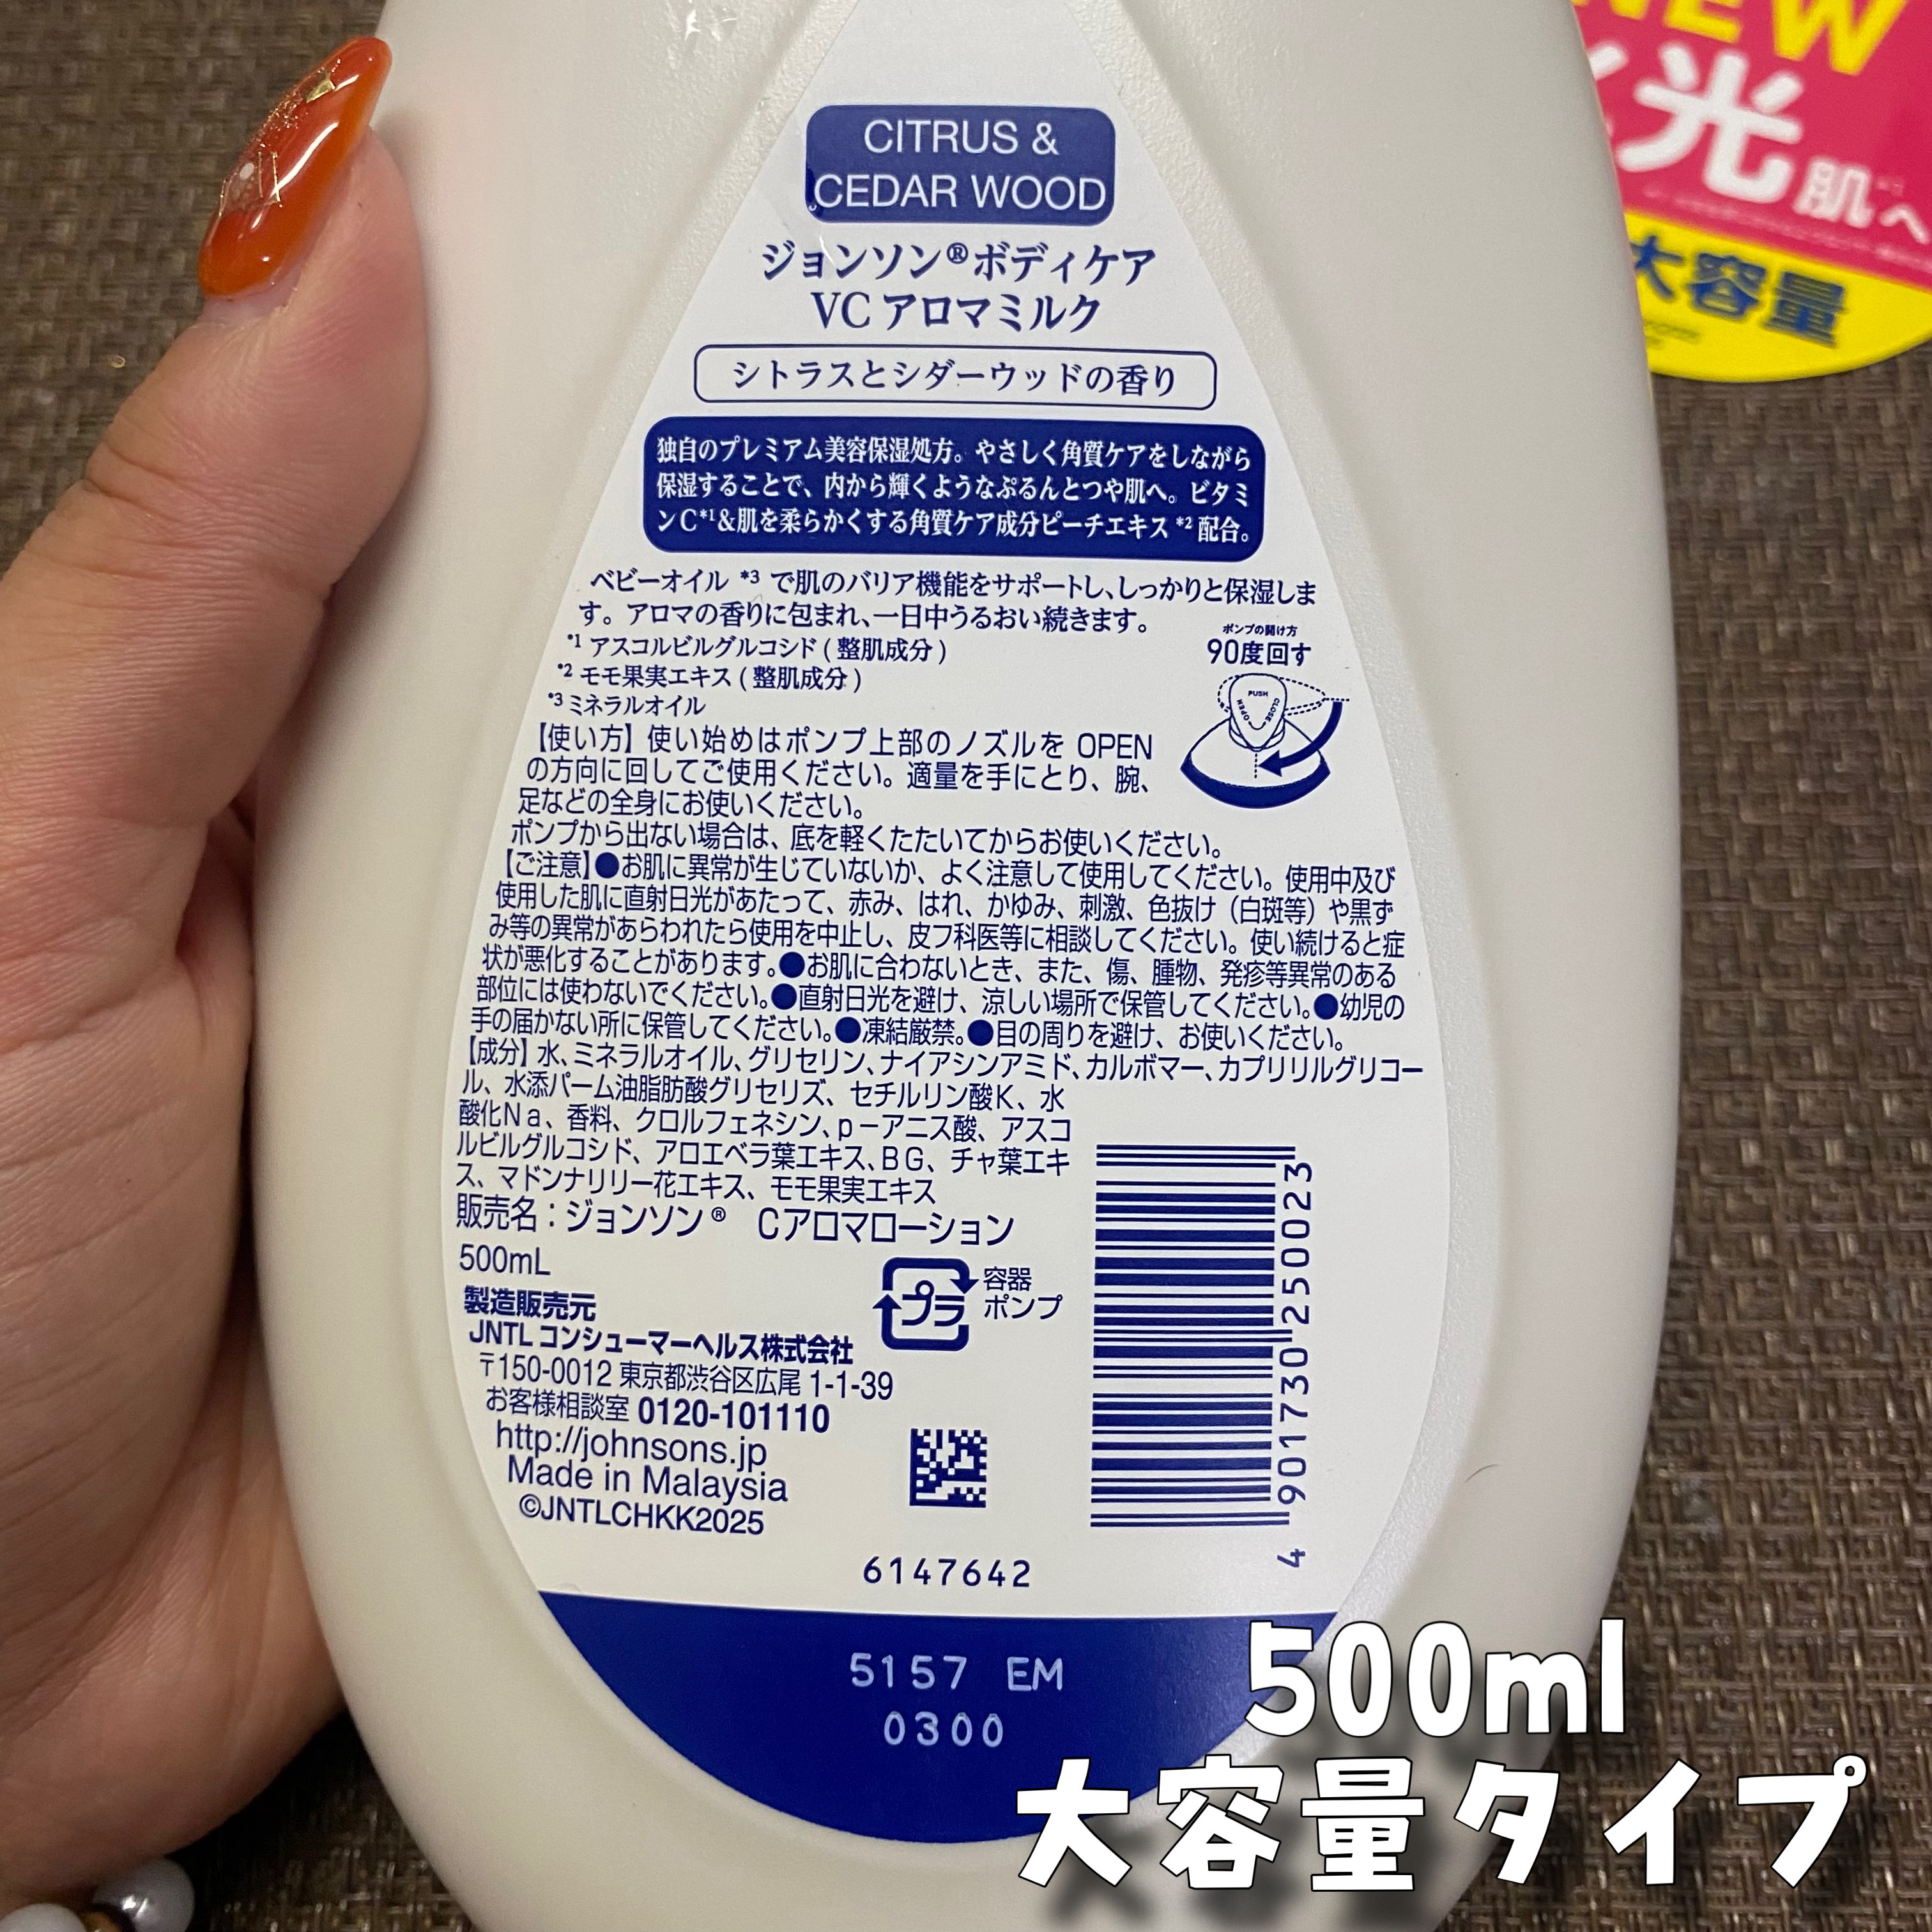 CITRUS &
CEDAR WOOD
ジョンソン®ボディケア
VC アロマミルク
シトラスとシダーウッドの香り
独自のプレミアム美容保湿処方。やさしく角質ケアをしながら
保湿することで、内から輝くようなぷるんとつや肌へ。ビタミ
ンC*1&肌を柔らかくする角質ケア成分ピーチエキス*2配合。
ベビーオイル *3 で肌のバリア機能をサポートし、しっかりと保湿しま
す。アロマの香りに包まれ、一日中うるおい続きます。
*1 アスコルビルグルコシド ( 整肌成分 )
*2 モモ果実エキス ( 整肌成分 )
*3 ミネラルオイル
ポンプの開け方
90度回す
PUSH
OPEN
CLOSE
【使い方】使い始めはポンプ上部のノズルを OPEN
の方向に回してご使用ください。適量を手にとり、腕、
足などの全身にお使いください。
ポンプから出ない場合は、底を軽くたたいてからお使いください。
【ご注意】●お肌に異常が生じていないか、よく注意して使用してください。使用中及び
使用した肌に直射日光があたって、赤み、はれ、かゆみ、刺激、色抜け（白斑等）や黒ず
み等の異常があらわれたら使用を中止し、皮フ科医等に相談してください。使い続けると症
状が悪化することがあります。●お肌に合わないとき、また、傷、腫物、発疹等異常のある
部位には使わないでください。●直射日光を避け、涼しい場所で保管してください。●幼児の
手の届かない所に保管してください。●凍結厳禁。●目の周りを避け、お使いください。
【成分】水、ミネラルオイル、グリセリン、ナイアシンアミド、カルボマー、カプリリルグリコー
ル、水添パーム油脂肪酸グリセリズ、セチルリン酸K、水
酸化Na、香料、クロルフェネシン、p－アニス酸、アスコ
ルビルグルコシド、アロエベラ葉エキス、BG、チャ葉エキ
ス、マドンナリリー花エキス、モモ果実エキス
販売名：ジョンソン® Cアロマローション
500mL
プラ
容器
ポンプ
製造販売元
JNTL コンシューマーヘルス株式会社
〒150-0012 東京都渋谷区広尾 1-1-39
お客様相談室 0120-101110
http://johnsons.jp
Made in Malaysia
©JNTLCHKK2025
4 901730 250023
6147642
5157 EM
0300
NEW
光肌へ
大容量
500ml
大容量タイプ